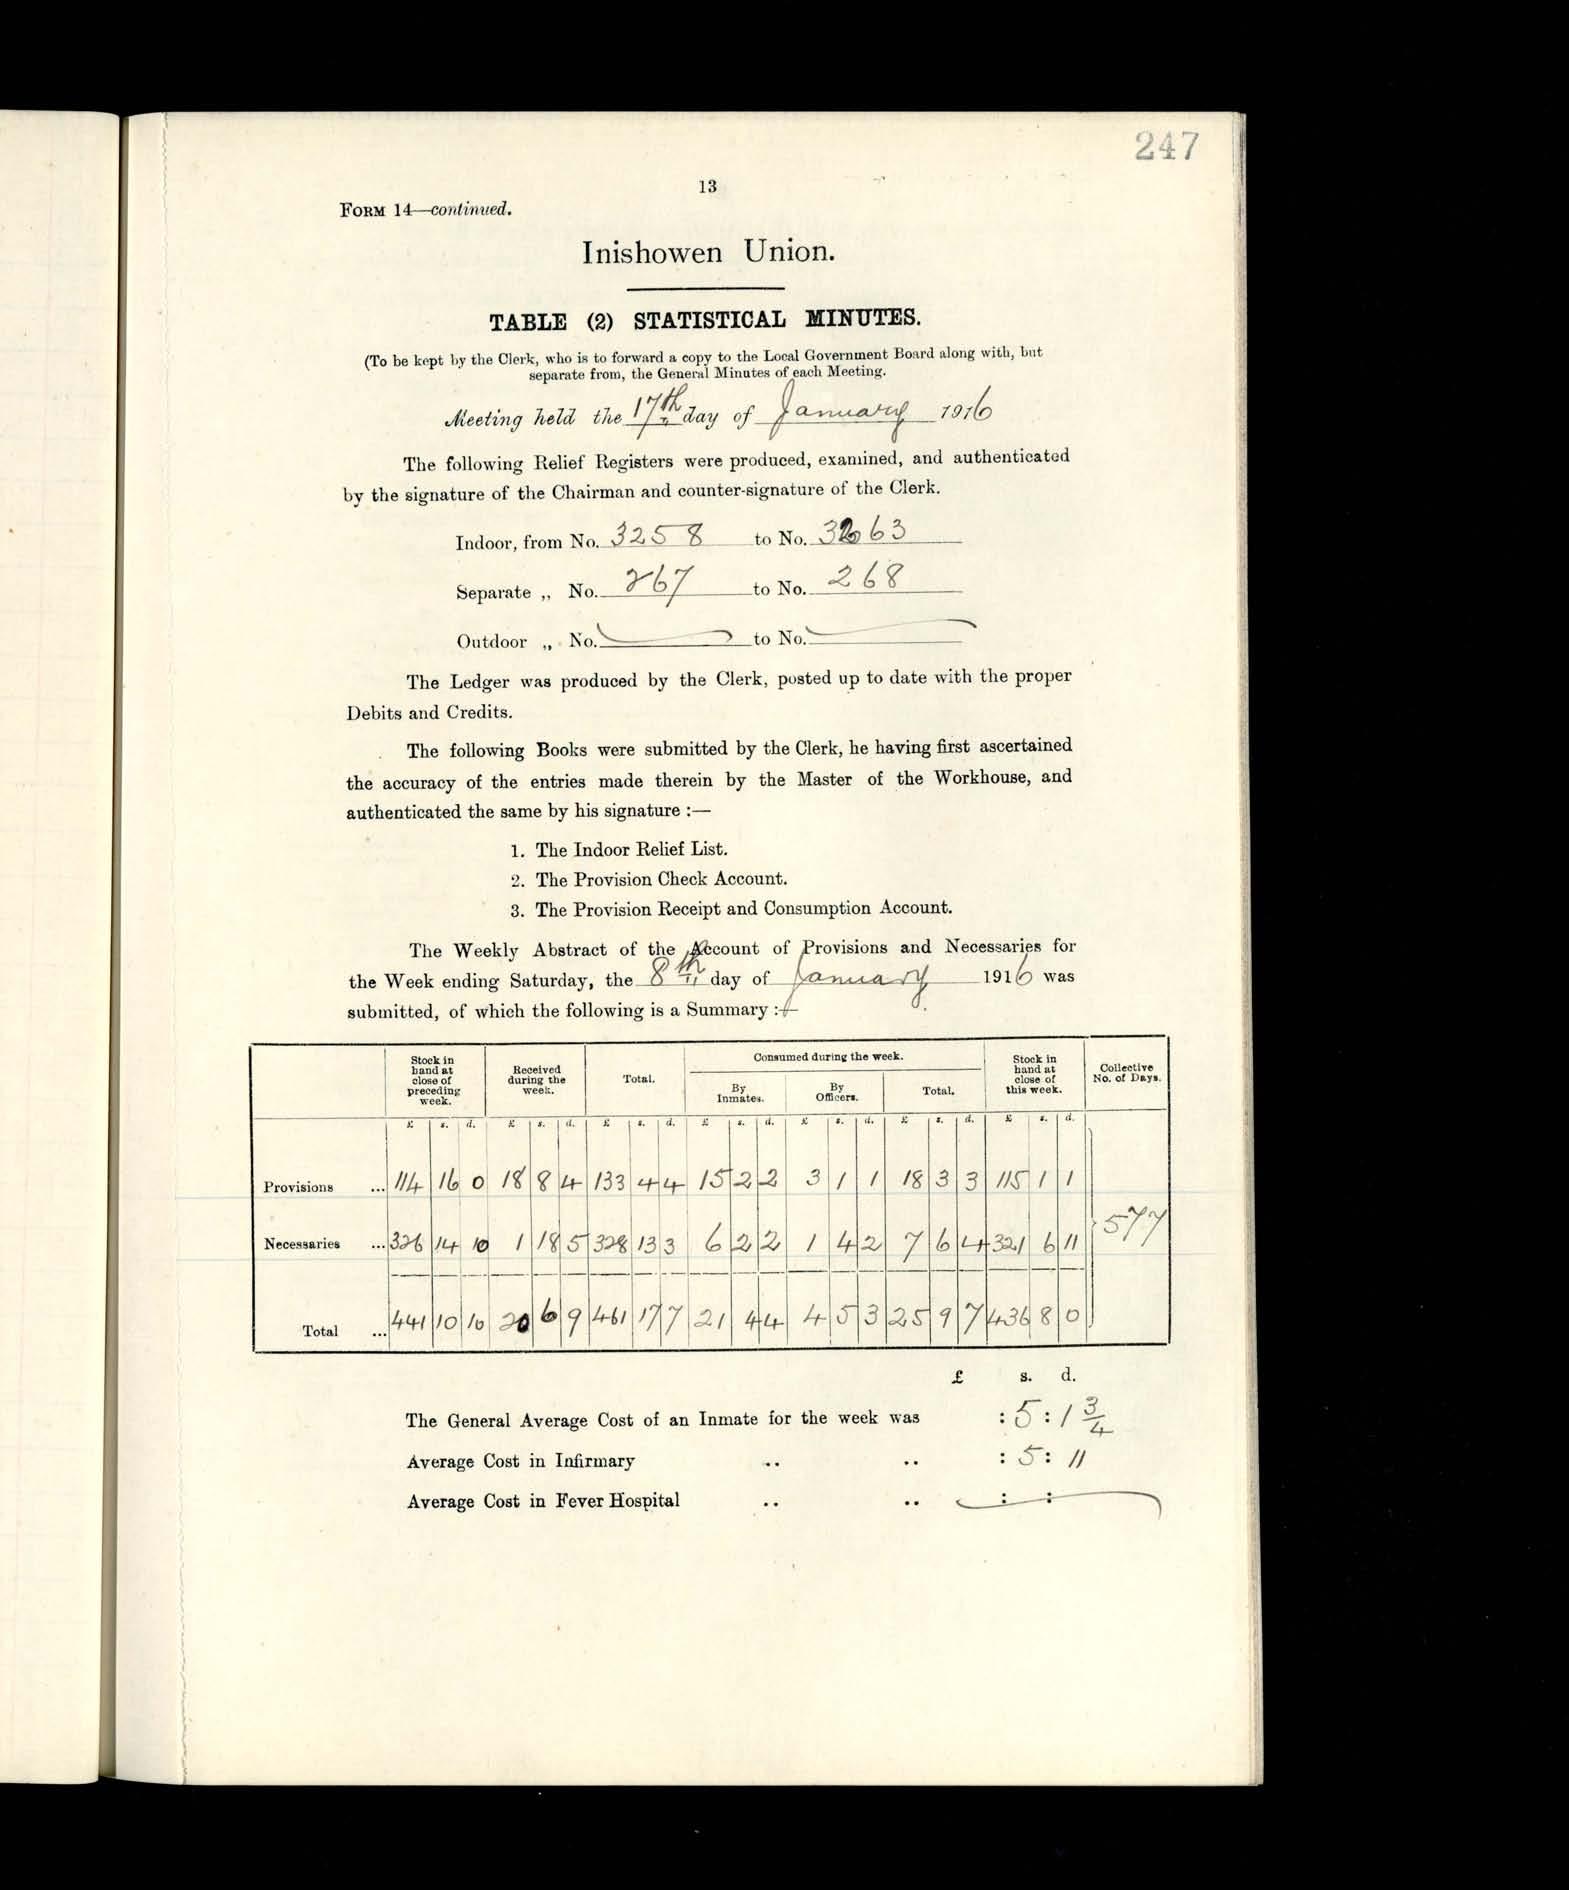 247
13
FORM 14—continued.
Inishowen Union.
TABLE (2) STATISTICAL MINUTES.
(To be kept by the Clerk, who is to forward a copy to the Local Government Board along with, but
separate from, the General Minutes of each Meeting.
Meeting held the 17th day of January 1916
The following Relief Registers were produced, examined, and authenticated
by the signature of the Chairman and counter-signature of the Clerk.
Indoor, from No. 3258 to No. 3263
Separate „ No. 267 to No. 268
Outdoor „ No. to No.
The Ledger was produced by the Clerk, posted up to date with the proper
Debits and Credits.
The following Books were submitted by the Clerk, he having first ascertained
the accuracy of the entries made therein by the Master of the Workhouse, and
authenticated the same by his signature :—
1. The Indoor Relief List.
2. The Provision Check Account.
3. The Provision Receipt and Consumption Account.
The Weekly Abstract of the Account of Provisions and Necessaries for
the Week ending Saturday, the 8th day of January 1916 was
submitted, of which the following is a Summary :—
Stock in hand at close of preceding week. Received during the week. Total. Consumed during the week. Stock in hand at close of this week. Collective No. of Days.
By Inmates. By Officers. Total.
£ s. d. £ s. d. £ s. d. £ s. d. £ s. d. £ s. d. £ s. d.
Provisions ... 114 16 0 18 8 4 133 4 4 15 2 2 3 1 1 18 3 3 115 1 1
Necessaries ... 326 14 10 1 18 5 328 13 3 6 2 2 1 4 2 7 6 4 321 6 11 577
Total ... 441 10 10 20 6 9 461 17 7 21 4 4 4 5 3 25 9 7 436 8 0
£ s. d.
The General Average Cost of an Inmate for the week was : 5 : 1 3/4
Average Cost in Infirmary .. .. : 5 : 11
Average Cost in Fever Hospital .. .. : :